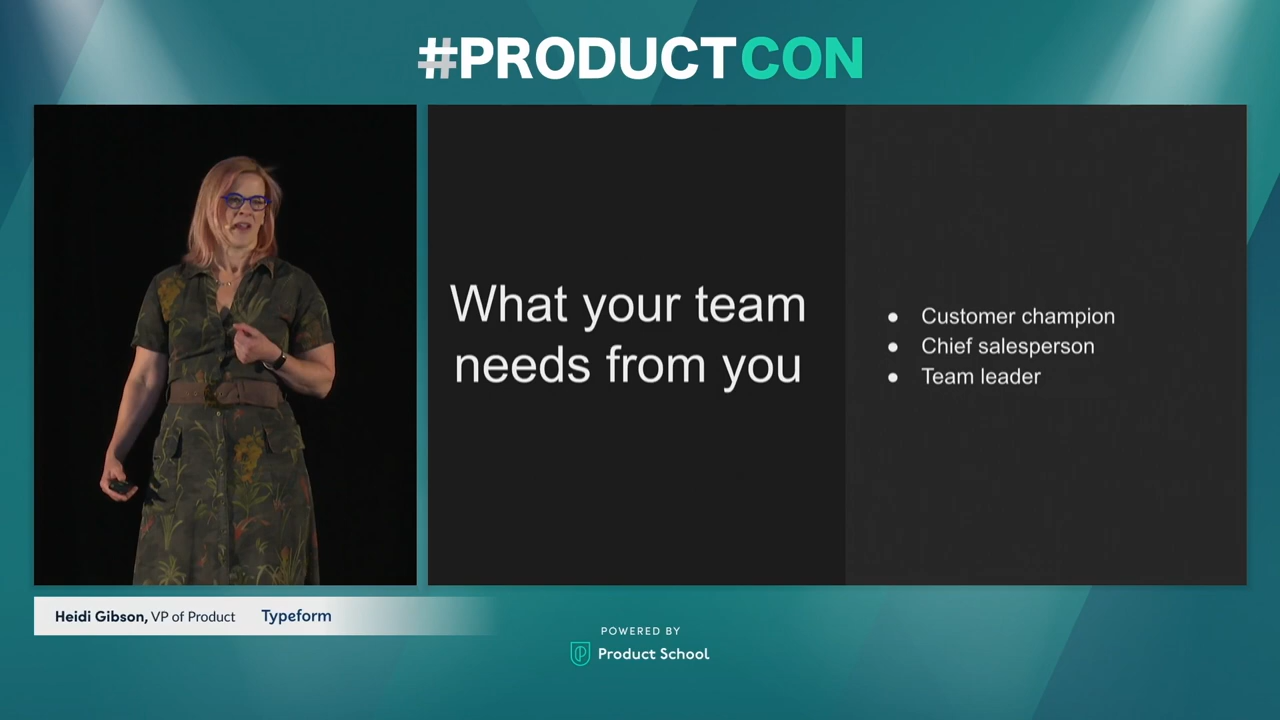 #PRODUCTCON
What your team
needs from you
● Customer champion
● Chief salesperson
● Team leader
Heidi Gibson, VP of Product Typeform
POWERED BY
Product School